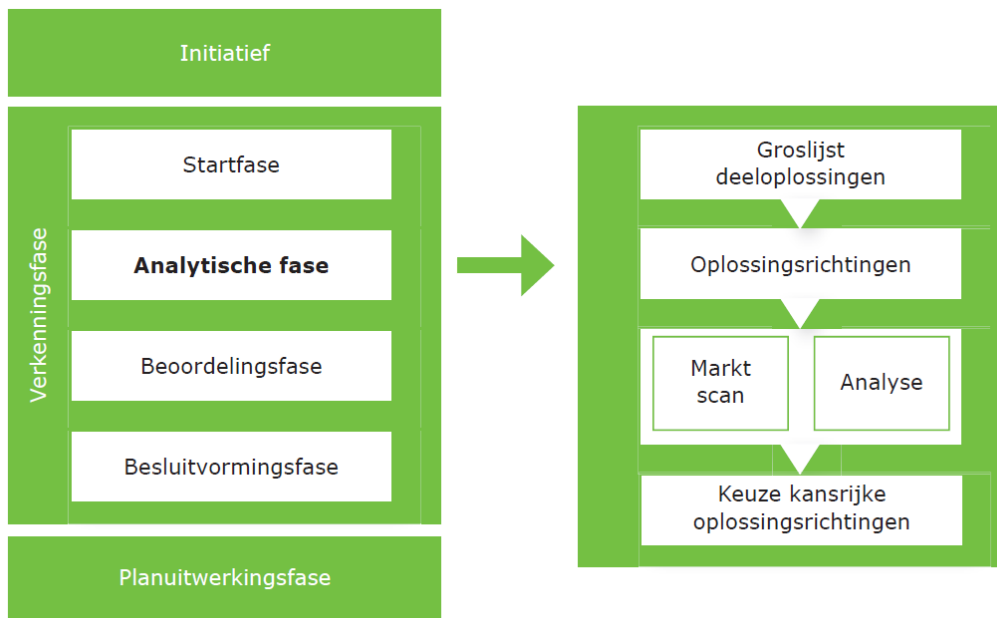 Initiatief
Verkenningsfase
Startfase
Analytische fase
Beoordelingsfase
Besluitvormingsfase
Planuitwerkingsfase
Groslijst
deeloplossingen
Oplossingsrichtingen
Markt
scan
Analyse
Keuze kansrijke
oplossingsrichtingen